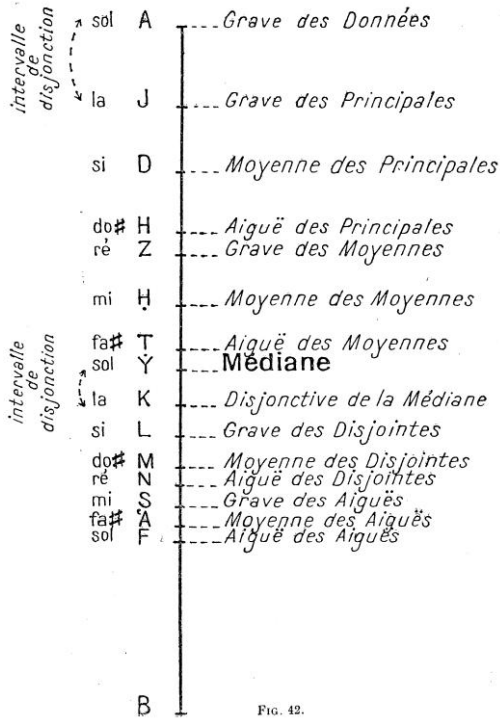 intervalle de disjonction
sol A Grave des Données
la J Grave des Principales
si D Moyenne des Principales
do♯ H Aiguë des Principales
ré Z Grave des Moyennes
mi Ḥ Moyenne des Moyennes
fa♯ T Aiguë des Moyennes
intervalle de disjonction
sol Y Médiane
la K Disjonctive de la Médiane
si L Grave des Disjointes
do♯ M Moyenne des Disjointes
ré N Aiguë des Disjointes
mi S Grave des Aiguës
fa♯ ʿA Moyenne des Aiguës
sol F Aiguë des Aiguës
B
FIG. 42.